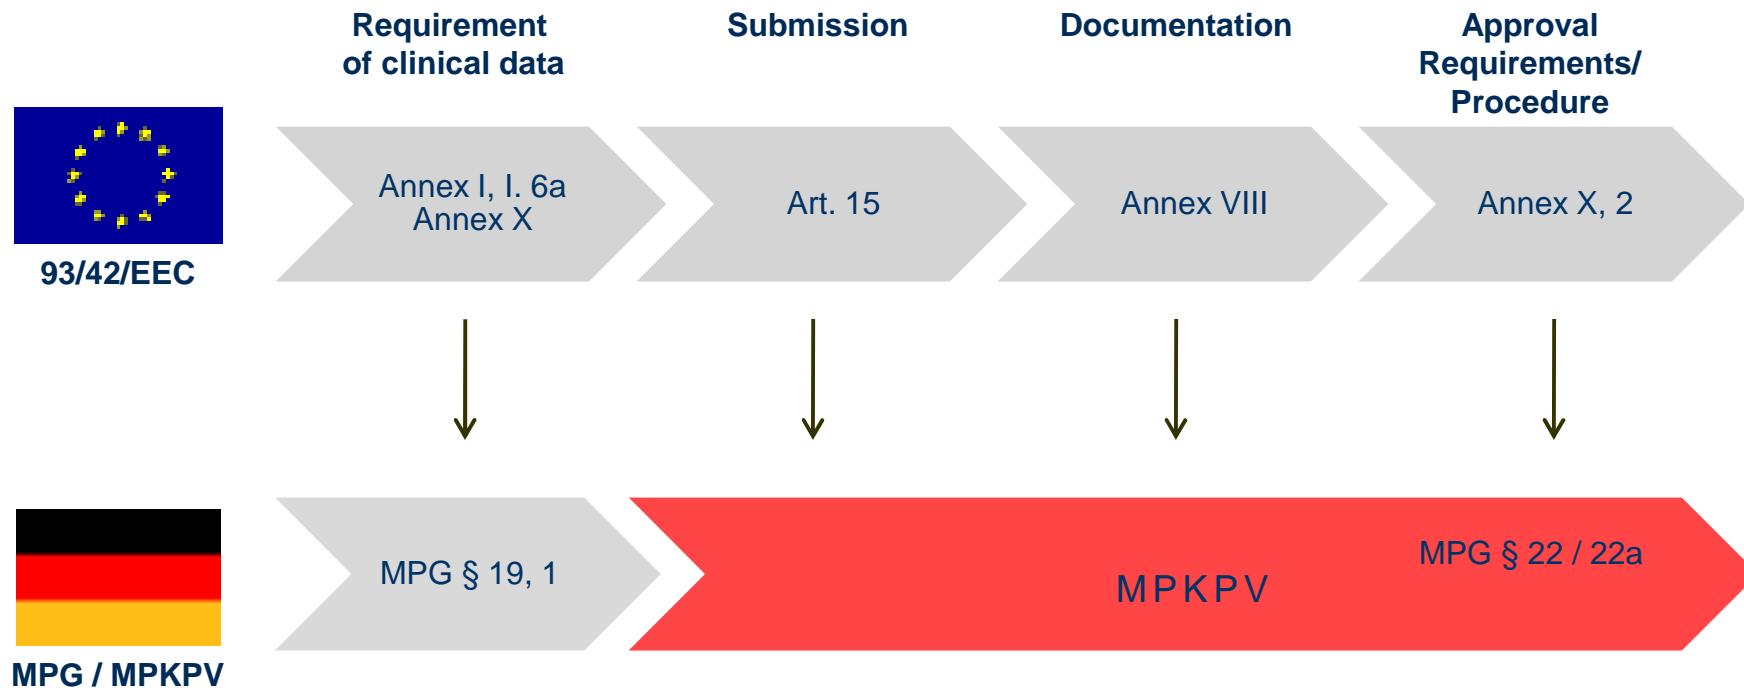 Requirement
of clinical data
Submission
Documentation
Approval
Requirements/
Procedure
Annex I, I. 6a
Annex X
Art. 15
Annex VIII
Annex X, 2
93/42/EEC
MPG § 19, 1
MPKPV
MPG § 22 / 22a
MPG / MPKPV